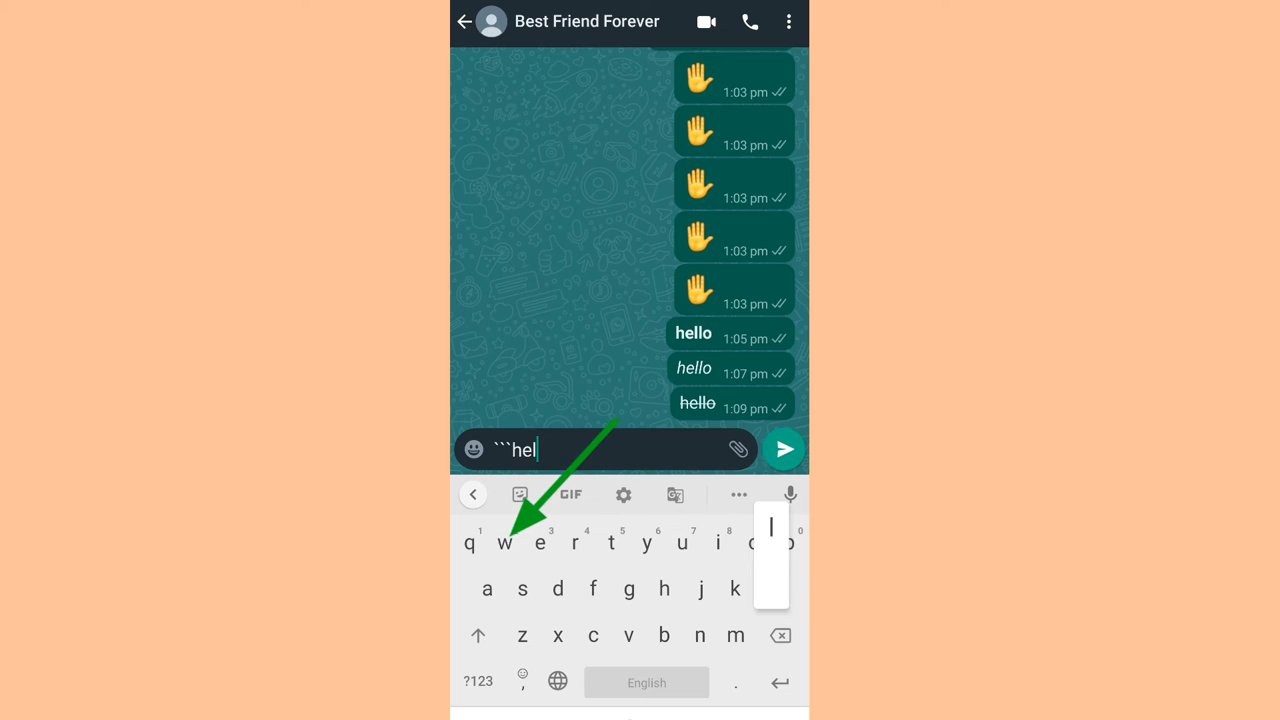 Best Friend Forever
1:03 pm
1:03 pm
1:03 pm
1:03 pm
1:03 pm
hello 1:05 pm
hello 1:07 pm
hello 1:09 pm
```hel
GIF
l
1 3 4 5 6 7 8 0
q w e r t y u i
a s d f g h j k
z x c v b n m
?123 , English .